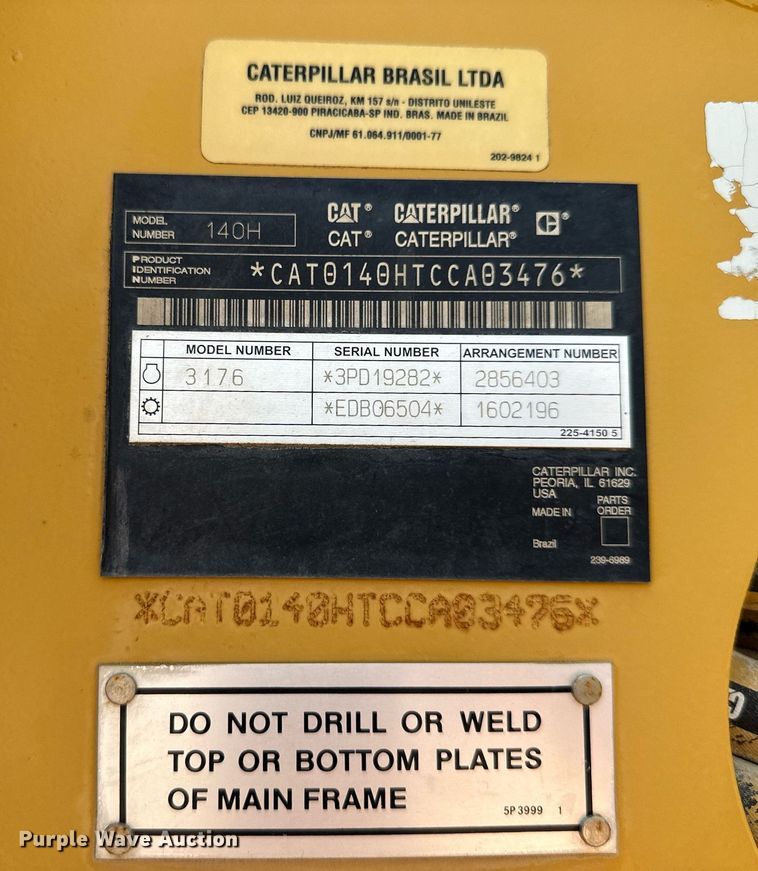 CATERPILLAR BRASIL LTDA
ROD. LUIZ QUEIROZ, KM 157 s/n - DISTRITO UNILESTE
CEP 13420-900 PIRACICABA-SP IND. BRAS. MADE IN BRAZIL
CNPJ/MF 61.064.911/0001-77
202-9824 1
MODEL NUMBER 140H
CAT® CATERPILLAR®
CAT® CATERPILLAR®
C®
PRODUCT IDENTIFICATION NUMBER *CAT0140HTCCA03476*
MODEL NUMBER SERIAL NUMBER ARRANGEMENT NUMBER
3176 *3PD19282* 2856403
*EDB06504* 1602196
225-4150 5
CATERPILLAR INC.
PEORIA, IL 61629
USA
MADE IN PARTS ORDER
Brazil
239-6989
*CAT0140HTCCA03476*
DO NOT DRILL OR WELD
TOP OR BOTTOM PLATES
OF MAIN FRAME
5P3999 1
Purple Wave Auction